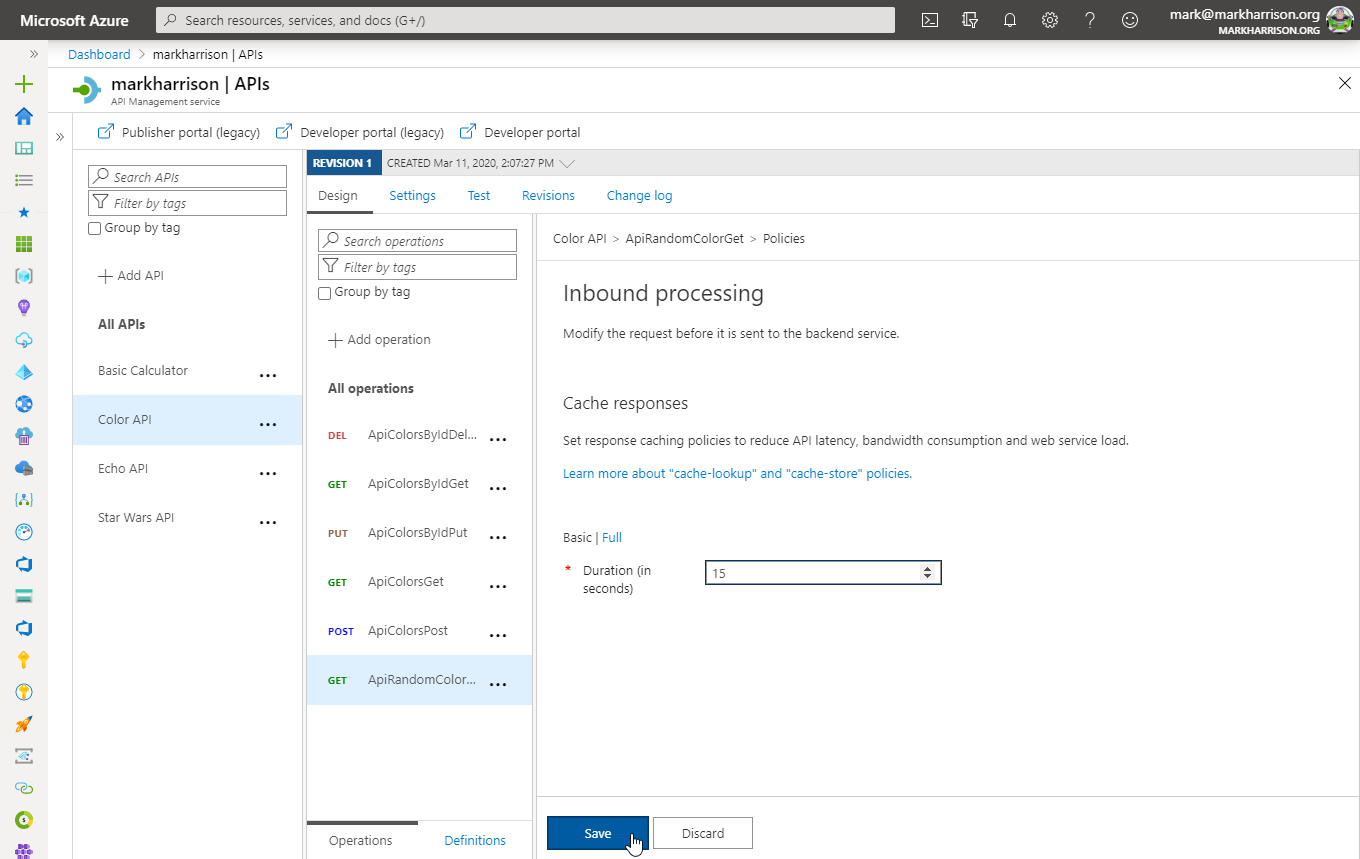 Microsoft Azure
Search resources, services, and docs (G+/)
mark@markharrison.org
MARKHARRISON.ORG
Dashboard > markharrison | APIs
markharrison | APIs
API Management service
Publisher portal (legacy)
Developer portal (legacy)
Developer portal
Search APIs
Filter by tags
Group by tag
Add API
All APIs
Basic Calculator
Color API
Echo API
Star Wars API
REVISION 1
CREATED Mar 11, 2020, 2:07:27 PM
Design
Settings
Test
Revisions
Change log
Search operations
Filter by tags
Group by tag
Add operation
All operations
DEL ApiColorsByIdDel...
GET ApiColorsByIdGet
PUT ApiColorsByIdPut
GET ApiColorsGet
POST ApiColorsPost
GET ApiRandomColor...
Operations
Definitions
Color API > ApiRandomColorGet > Policies
Inbound processing
Modify the request before it is sent to the backend service.
Cache responses
Set response caching policies to reduce API latency, bandwidth consumption and web service load.
Learn more about "cache-lookup" and "cache-store" policies.
Basic | Full
* Duration (in
seconds)
15
Save
Discard